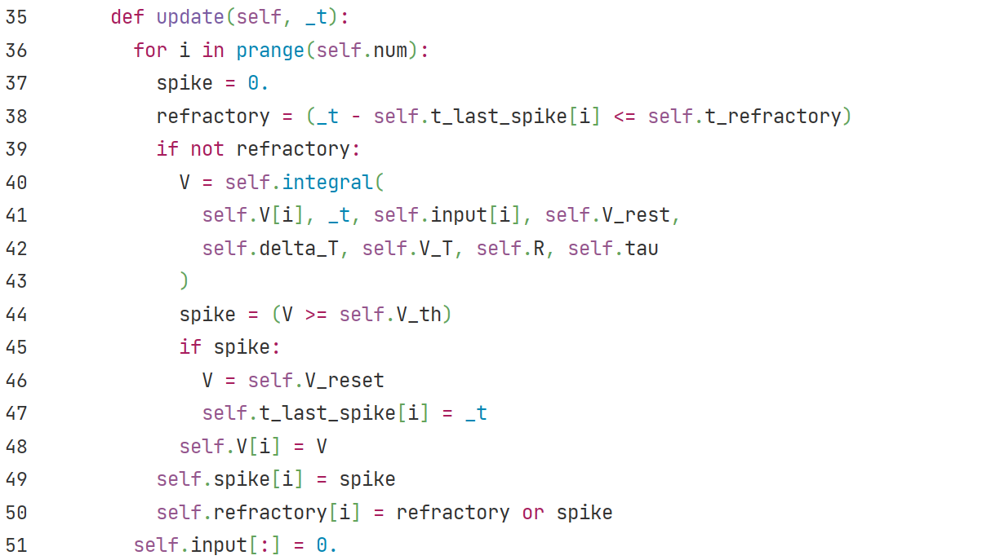 35 def update(self, _t):
36 for i in prange(self.num):
37 spike = 0.
38 refractory = (_t - self.t_last_spike[i] <= self.t_refractory)
39 if not refractory:
40 V = self.integral(
41 self.V[i], _t, self.input[i], self.V_rest,
42 self.delta_T, self.V_T, self.R, self.tau
43 )
44 spike = (V >= self.V_th)
45 if spike:
46 V = self.V_reset
47 self.t_last_spike[i] = _t
48 self.V[i] = V
49 self.spike[i] = spike
50 self.refractory[i] = refractory or spike
51 self.input[:] = 0.